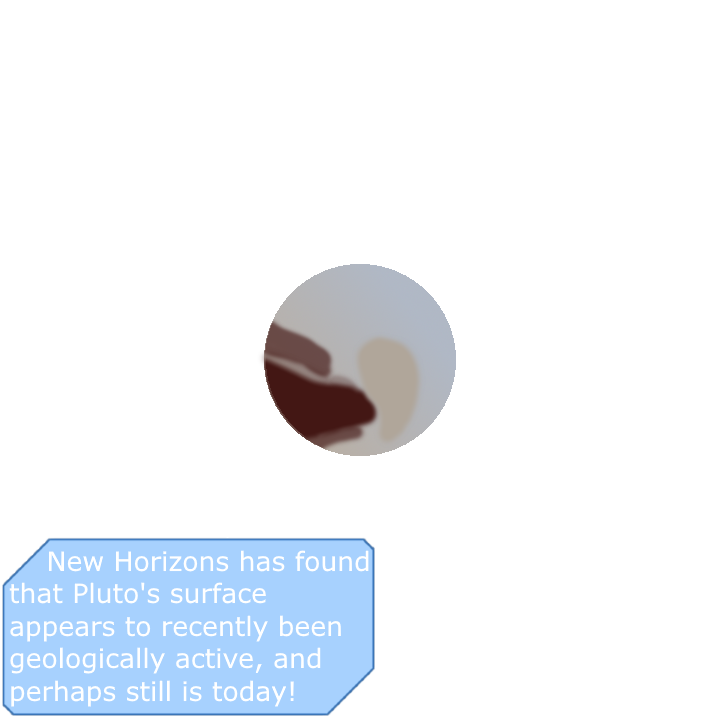 New Horizons has found
that Pluto's surface
appears to recently been
geologically active, and
perhaps still is today!